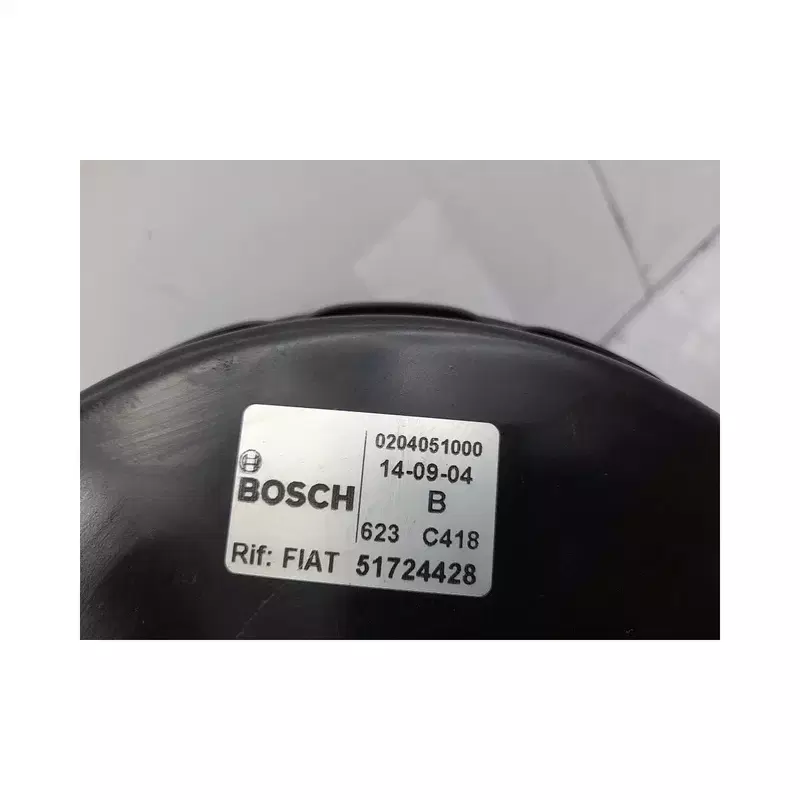 BOSCH
0204051000
14-09-04
B
623 C418
Rif: FIAT 51724428